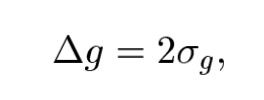 Δg = 2σ_g,